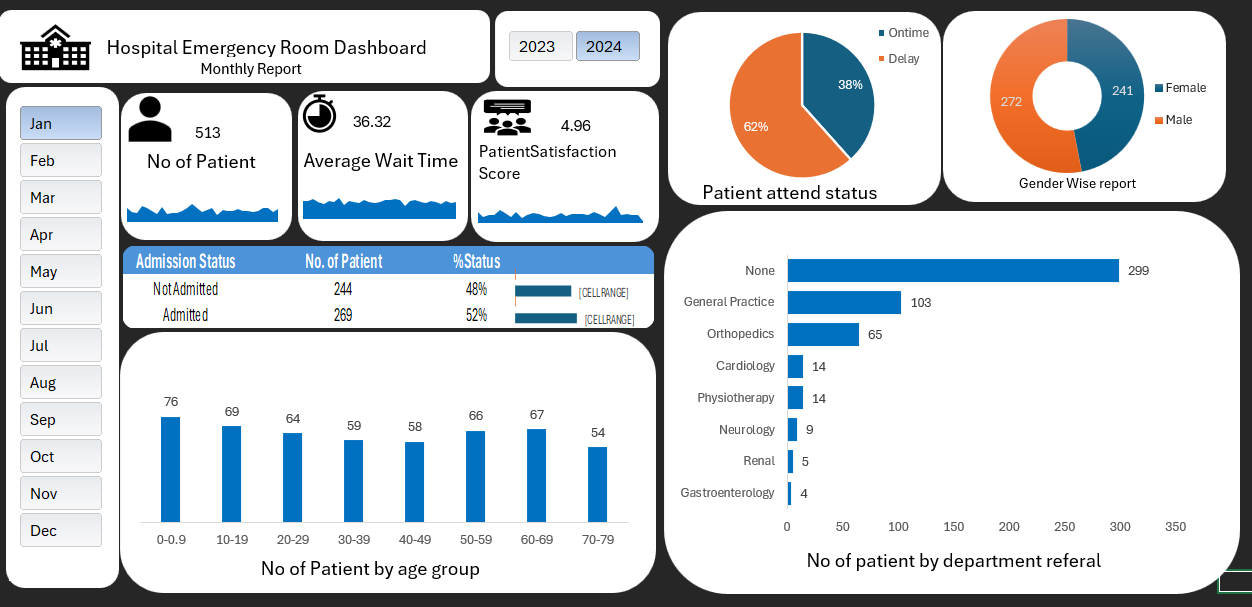 Hospital Emergency Room Dashboard
Monthly Report
2023
2024
Jan
Feb
Mar
Apr
May
Jun
Jul
Aug
Sep
Oct
Nov
Dec
513
No of Patient
36.32
Average Wait Time
4.96
PatientSatisfaction
Score
Admission Status No. of Patient %Status
Not Admitted 244 48% [CELLRANGE]
Admitted 269 52% [CELLRANGE]
76 69 64 59 58 66 67 54
0-0.9 10-19 20-29 30-39 40-49 50-59 60-69 70-79
No of Patient by age group
Ontime
Delay
38%
62%
Patient attend status
272
241
Female
Male
Gender Wise report
None 299
General Practice 103
Orthopedics 65
Cardiology 14
Physiotherapy 14
Neurology 9
Renal 5
Gastroenterology 4
0 50 100 150 200 250 300 350
No of patient by department referal